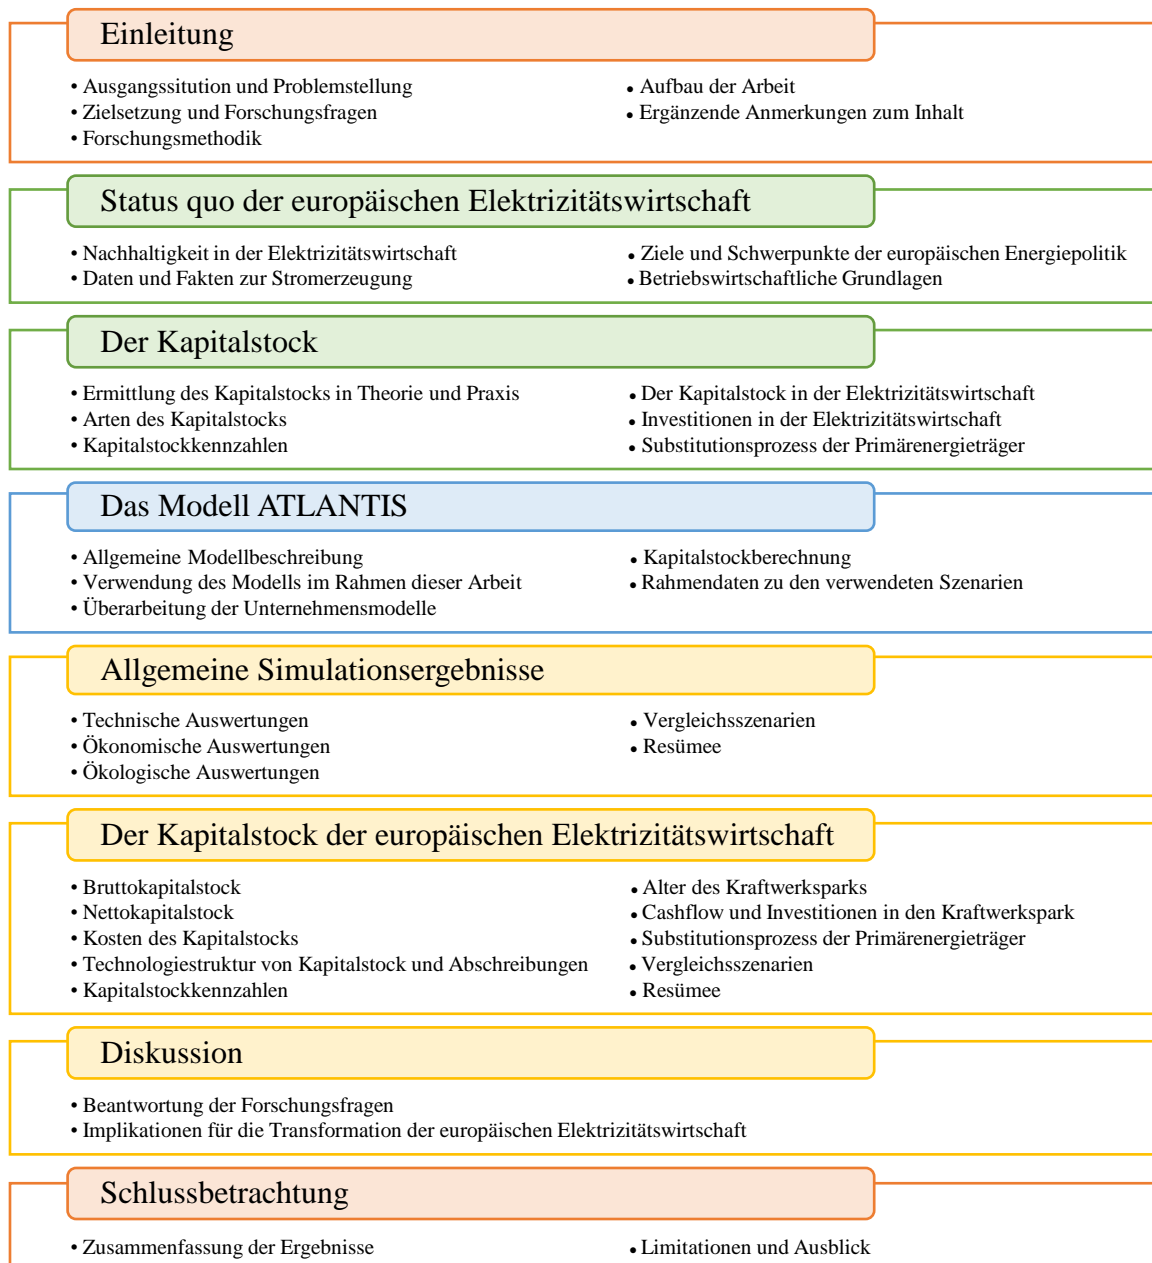 Einleitung
• Ausgangssitution und Problemstellung
• Zielsetzung und Forschungsfragen
• Forschungsmethodik
• Aufbau der Arbeit
• Ergänzende Anmerkungen zum Inhalt
Status quo der europäischen Elektrizitätswirtschaft
• Nachhaltigkeit in der Elektrizitätswirtschaft
• Daten und Fakten zur Stromerzeugung
• Ziele und Schwerpunkte der europäischen Energiepolitik
• Betriebswirtschaftliche Grundlagen
Der Kapitalstock
• Ermittlung des Kapitalstocks in Theorie und Praxis
• Arten des Kapitalstocks
• Kapitalstockkennzahlen
• Der Kapitalstock in der Elektrizitätswirtschaft
• Investitionen in der Elektrizitätswirtschaft
• Substitutionsprozess der Primärenergieträger
Das Modell ATLANTIS
• Allgemeine Modellbeschreibung
• Verwendung des Modells im Rahmen dieser Arbeit
• Überarbeitung der Unternehmensmodelle
• Kapitalstockberechnung
• Rahmendaten zu den verwendeten Szenarien
Allgemeine Simulationsergebnisse
• Technische Auswertungen
• Ökonomische Auswertungen
• Ökologische Auswertungen
• Vergleichsszenarien
• Resümee
Der Kapitalstock der europäischen Elektrizitätswirtschaft
• Bruttokapitalstock
• Nettokapitalstock
• Kosten des Kapitalstocks
• Technologiestruktur von Kapitalstock und Abschreibungen
• Kapitalstockkennzahlen
• Alter des Kraftwerksparks
• Cashflow und Investitionen in den Kraftwerkspark
• Substitutionsprozess der Primärenergieträger
• Vergleichsszenarien
• Resümee
Diskussion
• Beantwortung der Forschungsfragen
• Implikationen für die Transformation der europäischen Elektrizitätswirtschaft
Schlussbetrachtung
• Zusammenfassung der Ergebnisse
• Limitationen und Ausblick